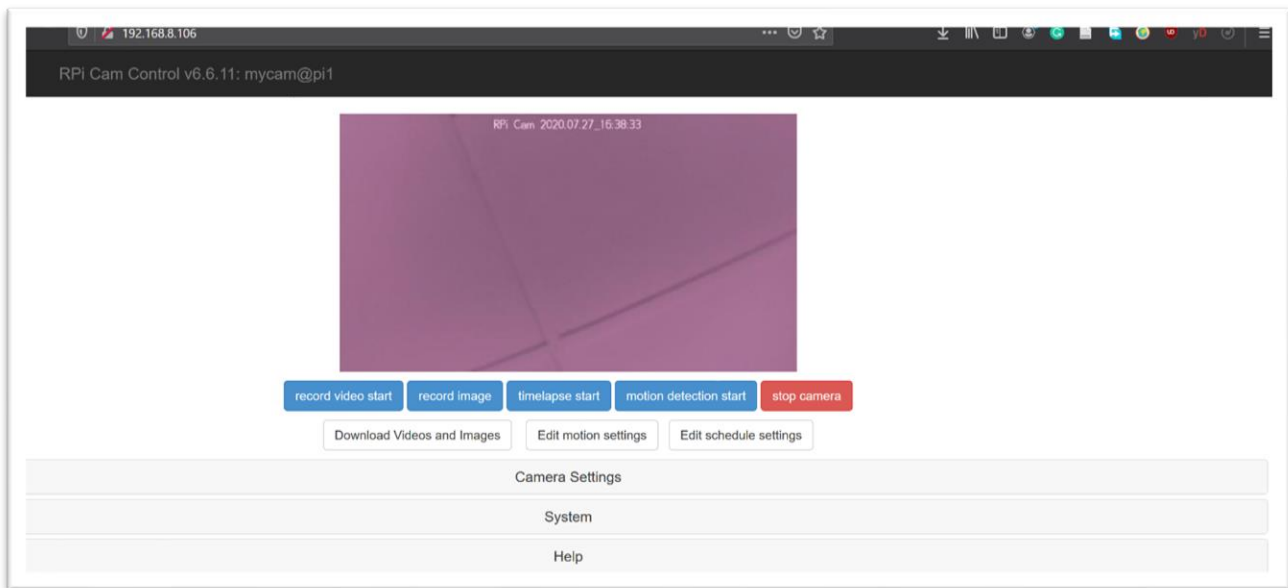 192.168.8.106
RPi Cam Control v6.6.11: mycam@pi1
RPi Cam 2020.07.27_16:38:33
record video start record image timelapse start motion detection start stop camera
Download Videos and Images Edit motion settings Edit schedule settings
Camera Settings
System
Help